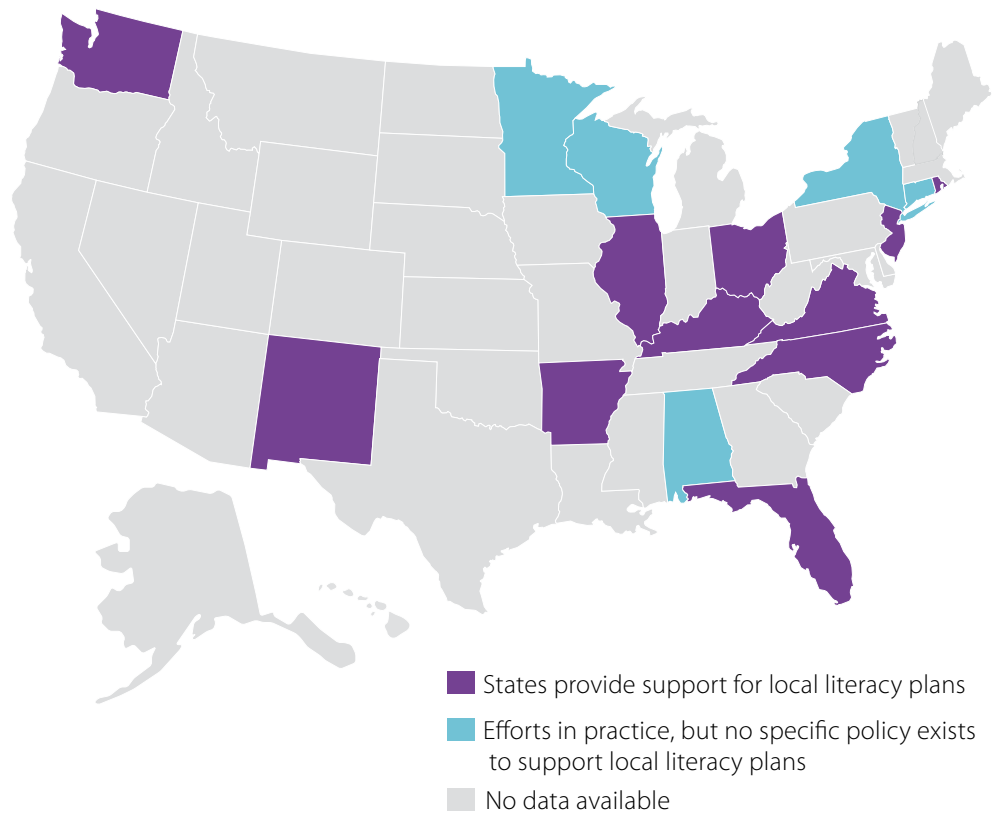 States provide support for local literacy plans
Efforts in practice, but no specific policy exists
to support local literacy plans
No data available